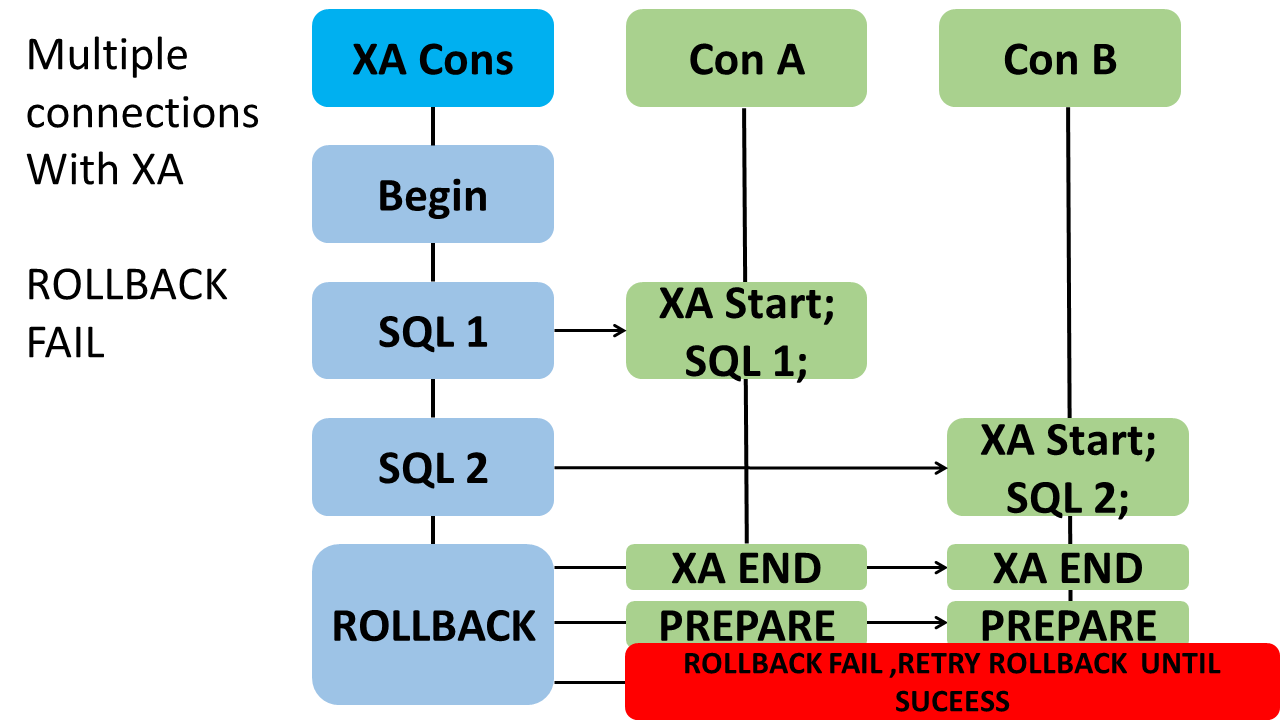 Multiple
connections
With XA
ROLLBACK
FAIL
XA Cons
Con A
Con B
Begin
SQL 1
XA Start;
SQL 1;
SQL 2
XA Start;
SQL 2;
ROLLBACK
XA END
XA END
PREPARE
PREPARE
ROLLBACK FAIL ,RETRY ROLLBACK UNTIL
SUCEESS